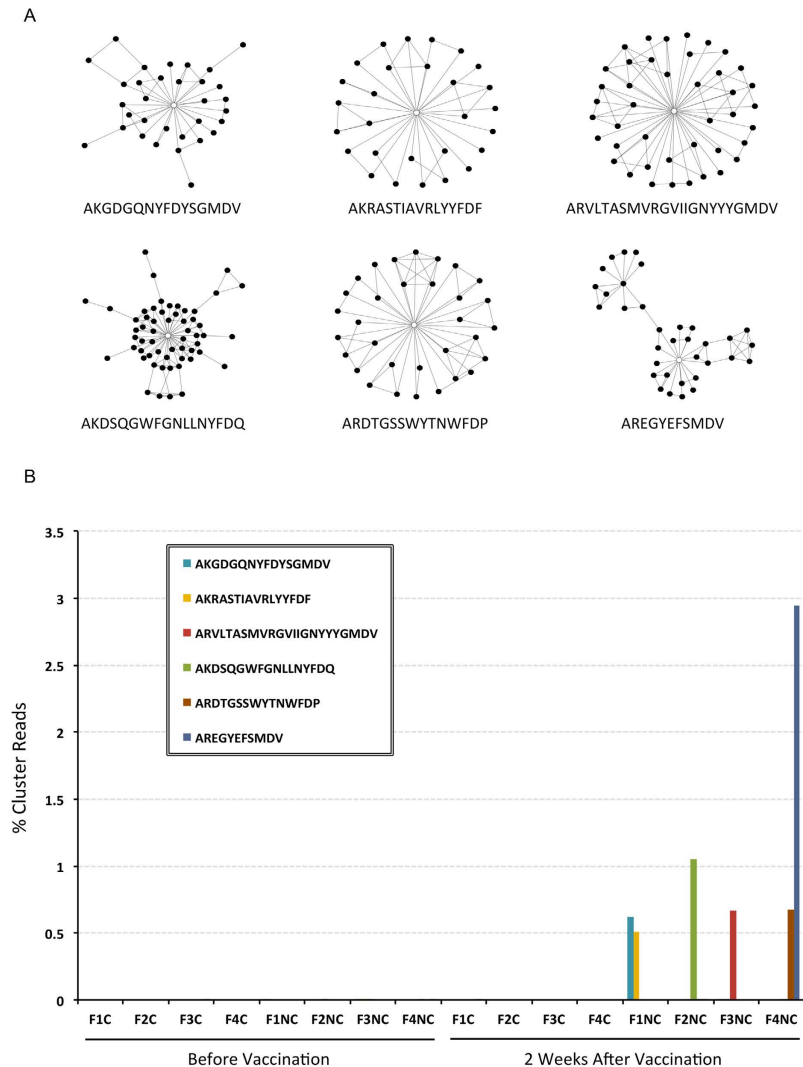 A
AKGDGQNYFDYSGMDV
AKRASTIAVRLYYFDF
ARVLTASMVRGVIIGNYYYGMDV
AKDSQGWFGNLLNYFDQ
ARDTGSSWYTNWFDP
AREGYEFSMDV
B
% Cluster Reads
3.5
3
2.5
2
1.5
1
0.5
0
AKGDGQNYFDYSGMDV
AKRASTIAVRLYYFDF
ARVLTASMVRGVIIGNYYYGMDV
AKDSQGWFGNLLNYFDQ
ARDTGSSWYTNWFDP
AREGYEFSMDV
F1C F2C F3C F4C F1NC F2NC F3NC F4NC F1C F2C F3C F4C F1NC F2NC F3NC F4NC
Before Vaccination 2 Weeks After Vaccination